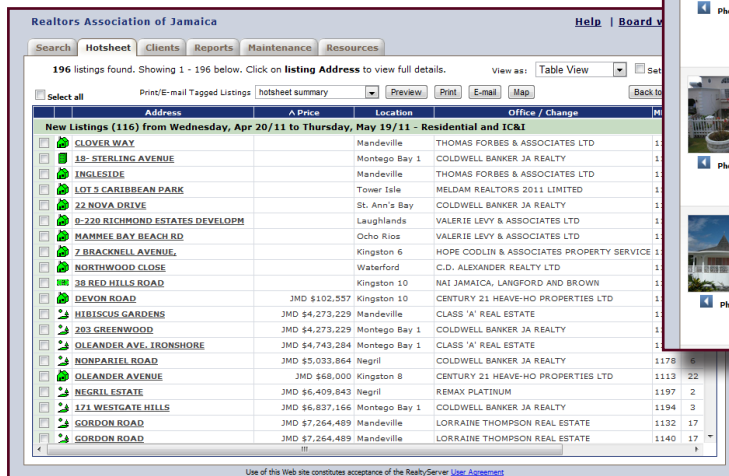 Realtors Association of Jamaica Help | Board w
Search Hotsheet Clients Reports Maintenance Resources
196 listings found. Showing 1 - 196 below. Click on listing Address to view full details. View as: Table View Set
Select all Print/E-mail Tagged Listings hotsheet summary Preview Print E-mail Map Back to
Address ^ Price Location Office / Change
New Listings (116) from Wednesday, Apr 20/11 to Thursday, May 19/11 - Residential and IC&I
CLOVER WAY Mandeville THOMAS FORBES & ASSOCIATES LTD
18- STERLING AVENUE Montego Bay 1 COLDWELL BANKER JA REALTY
INGLESIDE Mandeville THOMAS FORBES & ASSOCIATES LTD
LOT 5 CARIBBEAN PARK Tower Isle MELDAM REALTORS 2011 LIMITED
22 NOVA DRIVE St. Ann's Bay COLDWELL BANKER JA REALTY
0-220 RICHMOND ESTATES DEVELOPM Laughlands VALERIE LEVY & ASSOCIATES LTD
MAMMEE BAY BEACH RD Ocho Rios VALERIE LEVY & ASSOCIATES LTD
7 BRACKNELL AVENUE, Kingston 6 HOPE CODLIN & ASSOCIATES PROPERTY SERVICE
NORTHWOOD CLOSE Waterford C.D. ALEXANDER REALTY LTD
38 RED HILLS ROAD Kingston 10 NAI JAMAICA, LANGFORD AND BROWN
DEVON ROAD JMD $102,557 Kingston 10 CENTURY 21 HEAVE-HO PROPERTIES LTD
HIBISCUS GARDENS JMD $4,273,229 Mandeville CLASS 'A' REAL ESTATE
203 GREENWOOD JMD $4,273,229 Montego Bay 1 COLDWELL BANKER JA REALTY
OLEANDER AVE, IRONSHORE JMD $4,743,284 Montego Bay 1 CLASS 'A' REAL ESTATE
NONPARIEL ROAD JMD $5,033,864 Negril COLDWELL BANKER JA REALTY 1178 6
OLEANDER AVENUE JMD $68,000 Kingston 8 CENTURY 21 HEAVE-HO PROPERTIES LTD 1113 22
NEGRIL ESTATE JMD $6,409,843 Negril REMAX PLATINUM 1197 2
171 WESTGATE HILLS JMD $6,837,166 Montego Bay 1 COLDWELL BANKER JA REALTY 1194 3
GORDON ROAD JMD $7,264,489 Mandeville LORRAINE THOMPSON REAL ESTATE 1132 17
GORDON ROAD JMD $7,264,489 Mandeville LORRAINE THOMPSON REAL ESTATE 1140 17
Use of this Web site constitutes acceptance of the RealtyServer User Agreement